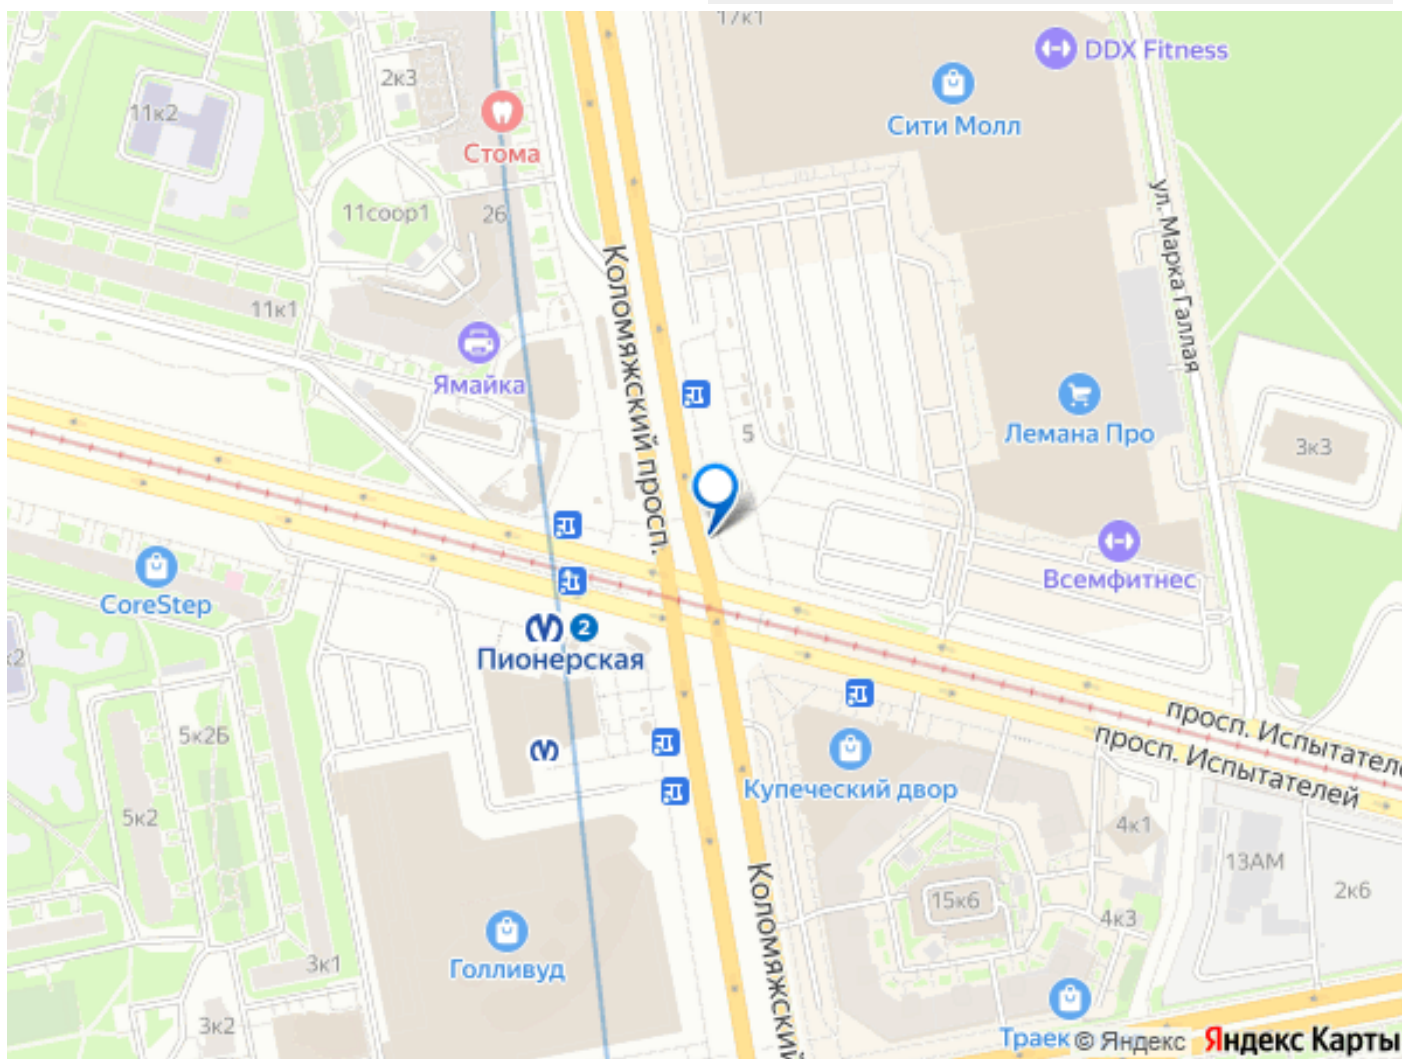 17к1
DDX Fitness
2к3
11к2
Сити Молл
Стома
11соор1
26
ул. Марка Галлая
Коломяжский просп.
11к1
Ямайка
5
Лемана Про
3к3
CoreStep
Всемфитнес
2
Пионерская
к2
5к2Б
просп. Испытателе
просп. Испытателей
Купеческий двор
5к2
4к1
13АМ
2к6
15к6
4к3
Коломяжский
3к1
Голливуд
3к2
Траек
© Яндекс
Яндекс Карты